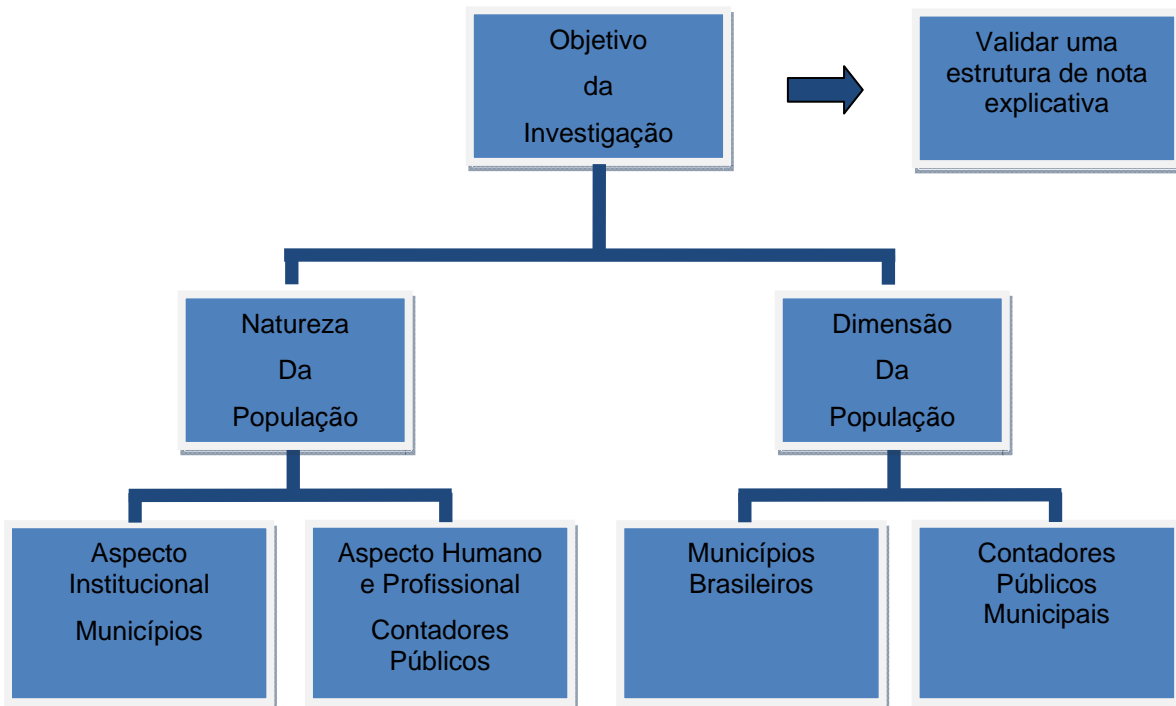 Objetivo
da
Investigação
Validar uma
estrutura de nota
explicativa
Natureza
Da
População
Dimensão
Da
População
Aspecto
Institucional
Municípios
Aspecto Humano
e Profissional
Contadores
Públicos
Municípios
Brasileiros
Contadores
Públicos
Municipais